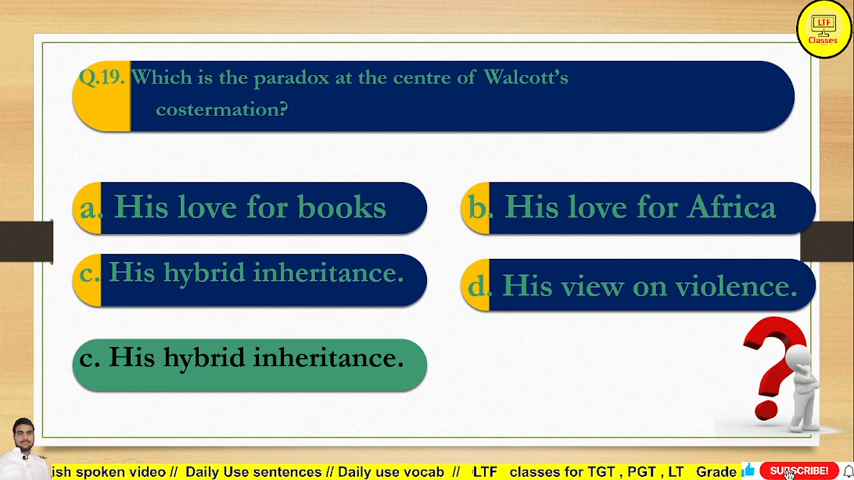 LTF
Classes
Q.19. Which is the paradox at the centre of Walcott's
costermation?
a. His love for books
b. His love for Africa
c. His hybrid inheritance.
d. His view on violence.
c. His hybrid inheritance.
ish spoken video // Daily Use sentences // Daily use vocab // LTF classes for TGT , PGT , LT Grade
SUBSCRIBE!